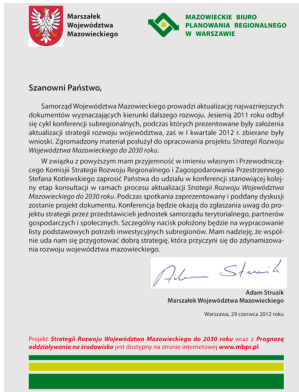 Marszałek
Województwa
Mazowieckiego
MAZOWIECKIE BIURO
PLANOWANIA REGIONALNEGO
W WARSZAWIE
Szanowni Państwo,
Samorząd Województwa Mazowieckiego prowadzi aktualizację najważniejszych
dokumentów wyznaczających kierunki dalszego rozwoju. Jesienią 2011 roku odbył
się cykl konferencji subregionalnych, podczas których prezentowane były założenia
aktualizacji strategii rozwoju województwa, zaś w I kwartale 2012 r. zbierane były
wnioski. Zgromadzony materiał posłużył do opracowania projektu Strategii Rozwoju
Województwa Mazowieckiego do 2030 roku.
W związku z powyższym mam przyjemność w imieniu własnym i Przewodniczą-
cego Komisji Strategii Rozwoju Regionalnego i Zagospodarowania Przestrzennego
Stefana Kotlewskiego zaprosić Państwa do udziału w konferencji stanowiącej kolej-
ny etap konsultacji w ramach procesu aktualizacji Strategii Rozwoju Województwa
Mazowieckiego do 2030 roku. Podczas spotkania zaprezentowany i poddany dyskusji
zostanie projekt dokumentu. Konferencja będzie okazją do zgłaszania uwag do pro-
jektu strategii przez przedstawicieli jednostek samorządu terytorialnego, partnerów
gospodarczych i społecznych. Szczególny nacisk położony będzie na wypracowanie
listy podstawowych potrzeb inwestycyjnych subregionów. Mam nadzieję, że wspól-
nie uda nam się przygotować dobrą strategię, która przyczyni się do zdynamizowa-
nia rozwoju województwa.
Adam Struzik
Adam Struzik
Marszałek Województwa Mazowieckiego
Warszawa, 29 czerwca 2012 roku
Projekt Strategii Rozwoju Województwa Mazowieckiego do 2030 roku wraz z Prognozą
oddziaływania na środowisko jest dostępny na stronie internetowej www.mbpr.pl